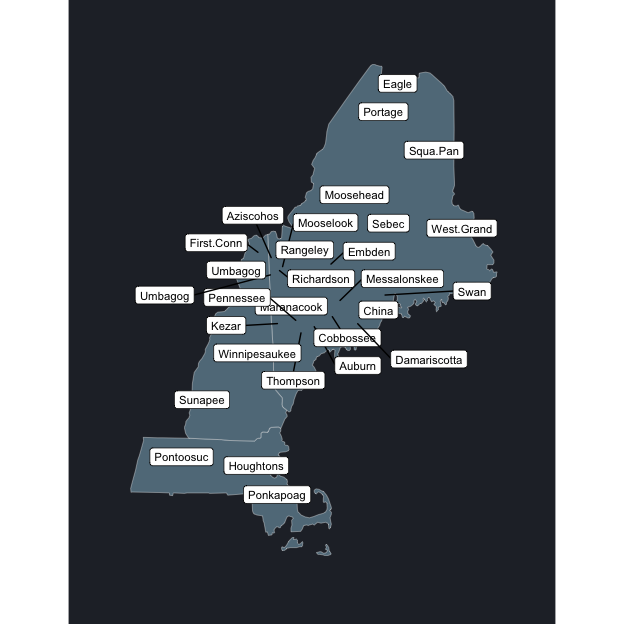 Eagle
Portage
Squa.Pan
Moosehead
Aziscohos
Mooselook
Sebec
West.Grand
First.Conn
Rangeley
Embden
Umbagog
Richardson
Messalonskee
Umbagog
Pennessee
Swan
Maranacook
China
Kezar
Cobbossee
Winnipesaukee
Damariscotta
Auburn
Thompson
Sunapee
Pontoosuc
Houghtons
Ponkapoag